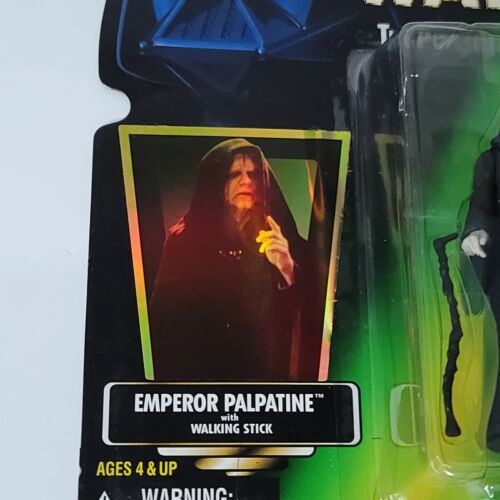 EMPEROR PALPATINE™
with
WALKING STICK
AGES 4 & UP
WARNING: